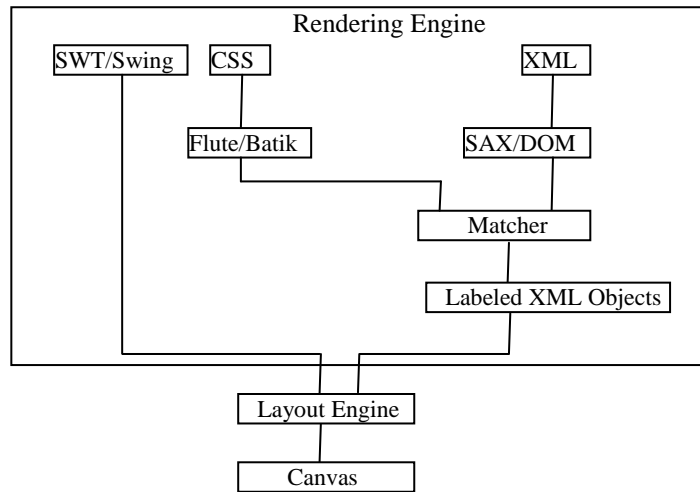 Rendering Engine
SWT/Swing
CSS
XML
Flute/Batik
SAX/DOM
Matcher
Labeled XML Objects
Layout Engine
Canvas